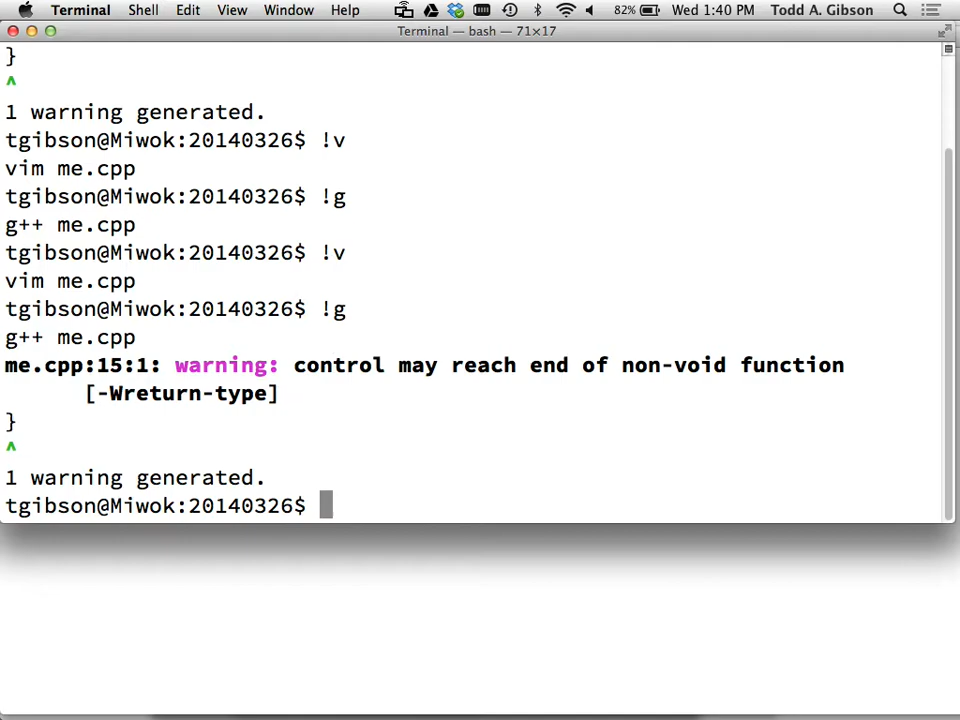 Terminal Shell Edit View Window Help 82% Wed 1:40 PM Todd A. Gibson
Terminal — bash — 71×17
}
^
1 warning generated.
tgibson@Miwok:20140326$ !v
vim me.cpp
tgibson@Miwok:20140326$ !g
g++ me.cpp
tgibson@Miwok:20140326$ !v
vim me.cpp
tgibson@Miwok:20140326$ !g
g++ me.cpp
me.cpp:15:1: warning: control may reach end of non-void function
[-Wreturn-type]
}
^
1 warning generated.
tgibson@Miwok:20140326$